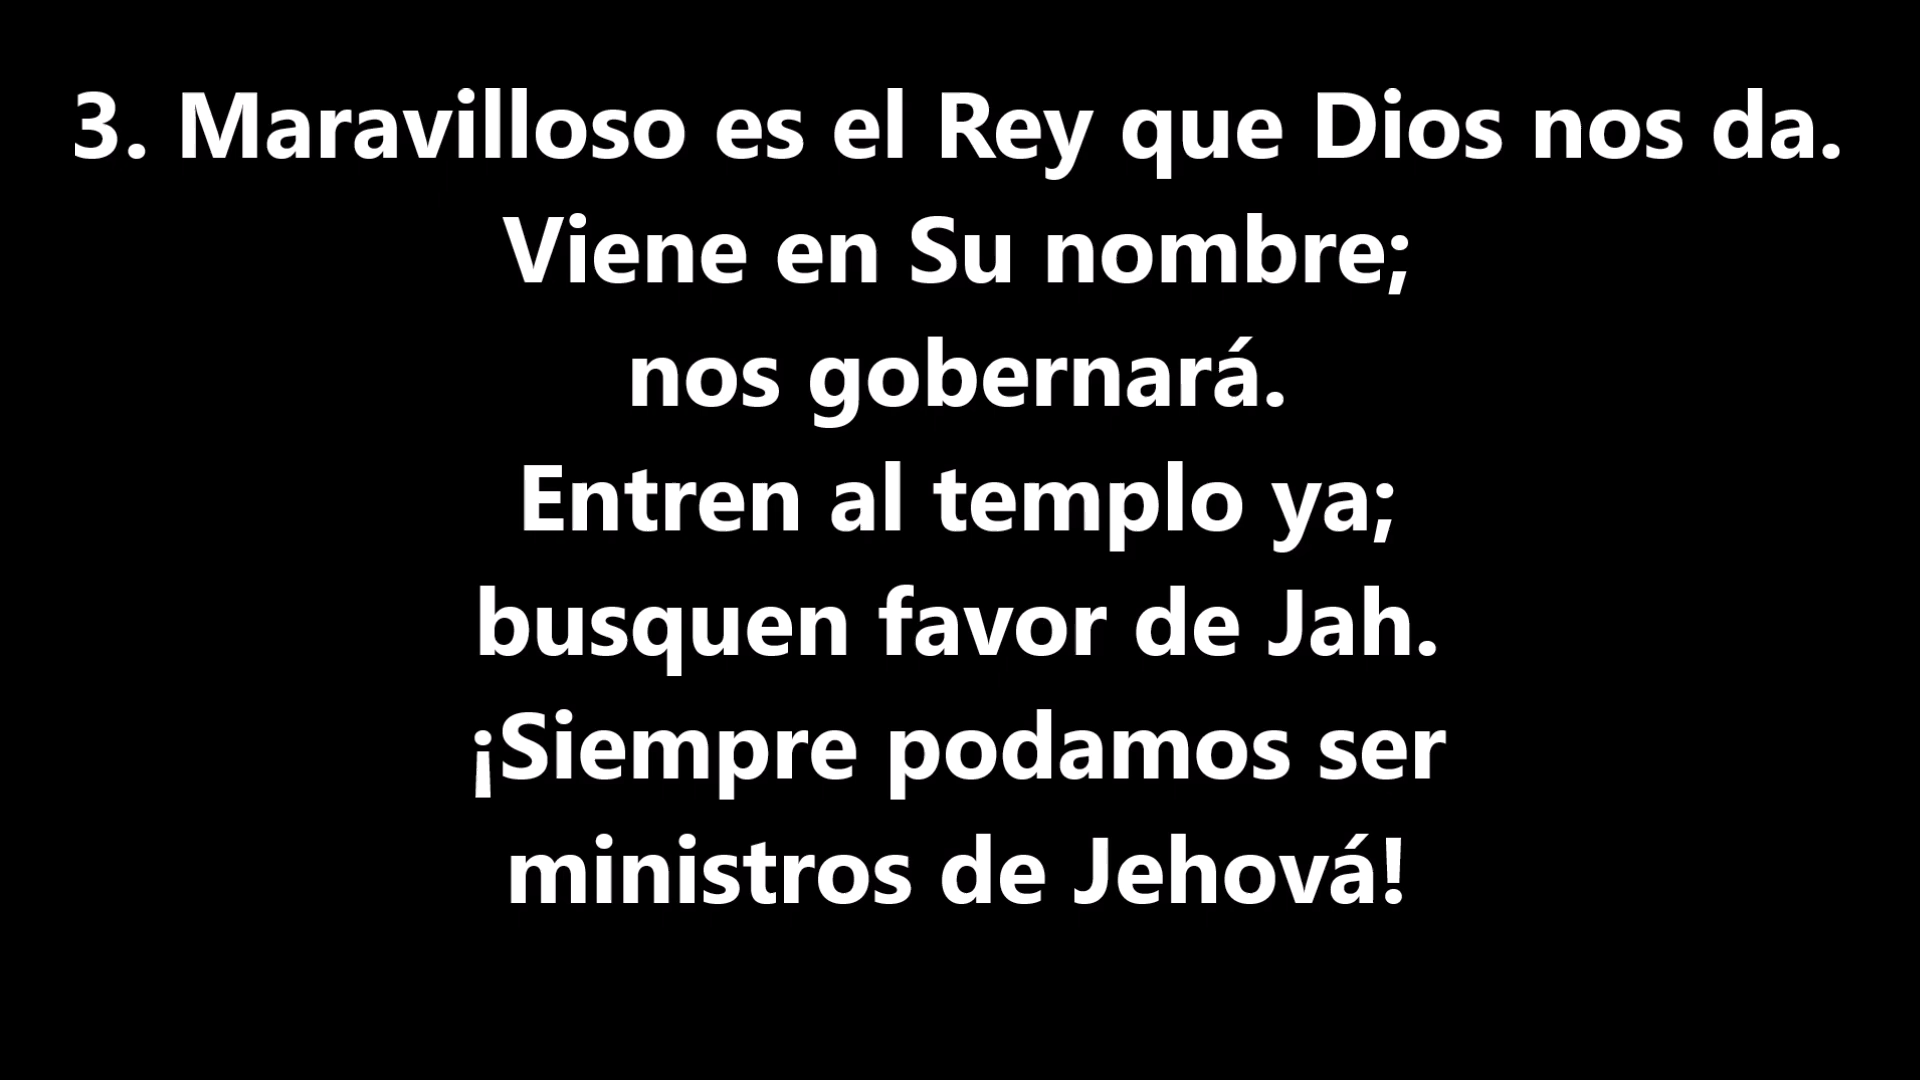 3. Maravilloso es el Rey que Dios nos da.
Viene en Su nombre;
nos gobernará.
Entren al templo ya;
busquen favor de Jah.
¡Siempre podamos ser
ministros de Jehová!